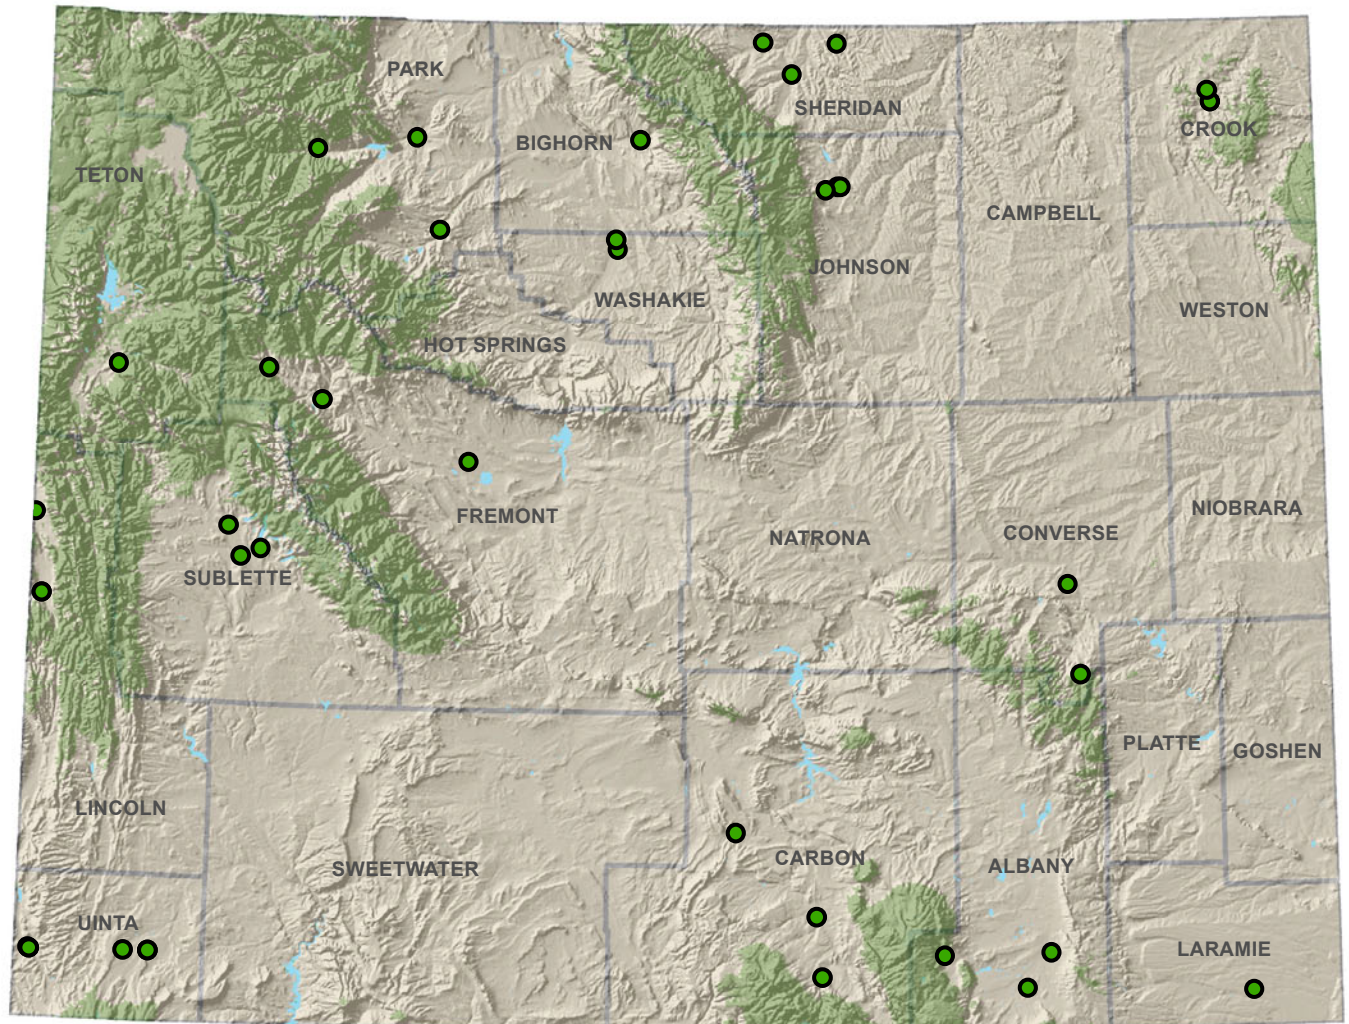 PARK
SHERIDAN
BIGHORN
CROOK
TETON
CAMPBELL
JOHNSON
WASHAKIE
WESTON
HOT SPRINGS
NIOBRARA
FREMONT
NATRONA
CONVERSE
SUBLETTE
PLATTE
GOSHEN
LINCOLN
CARBON
ALBANY
SWEETWATER
UINTA
LARAMIE